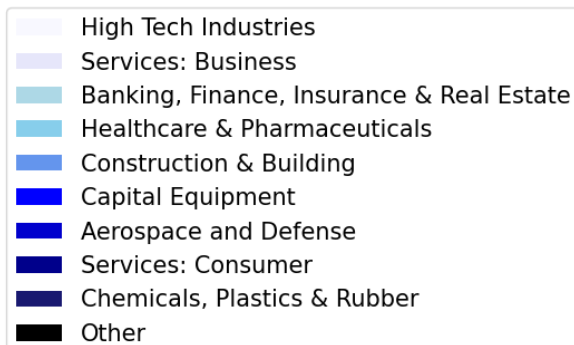 High Tech Industries
Services: Business
Banking, Finance, Insurance & Real Estate
Healthcare & Pharmaceuticals
Construction & Building
Capital Equipment
Aerospace and Defense
Services: Consumer
Chemicals, Plastics & Rubber
Other